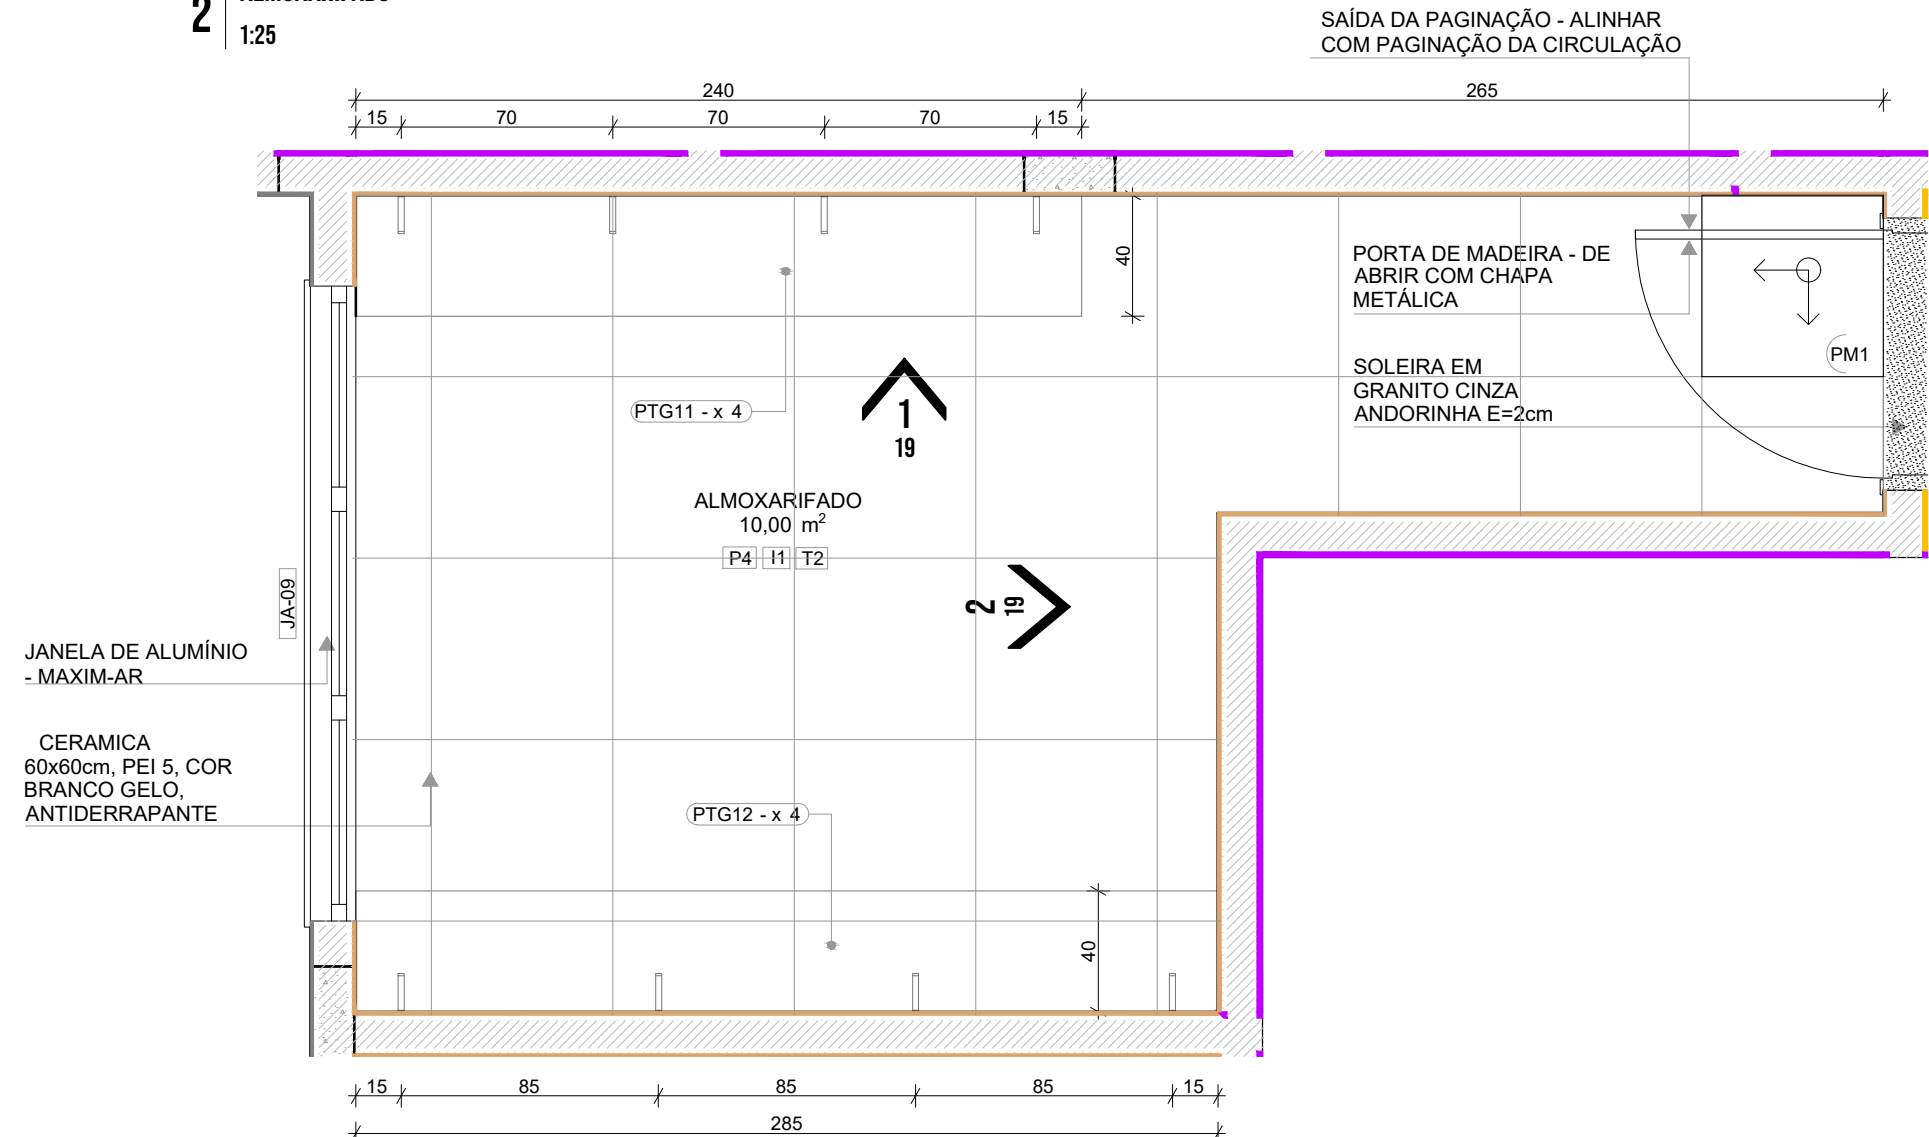 2
1:25
SAÍDA DA PAGINAÇÃO - ALINHAR
COM PAGINAÇÃO DA CIRCULAÇÃO
240
265
15
70
70
70
15
40
PORTA DE MADEIRA - DE
ABRIR COM CHAPA
METÁLICA
PM1
SOLEIRA EM
GRANITO CINZA
ANDORINHA E=2cm
PTG11 - x 4
1
19
ALMOXARIFADO
10,00 m²
P4 I1 T2
2
19
JA-09
JANELA DE ALUMÍNIO
- MAXIM-AR
CERAMICA
60x60cm, PEI 5, COR
BRANCO GELO,
ANTIDERRAPANTE
PTG12 - x 4
40
15
85
85
85
15
285